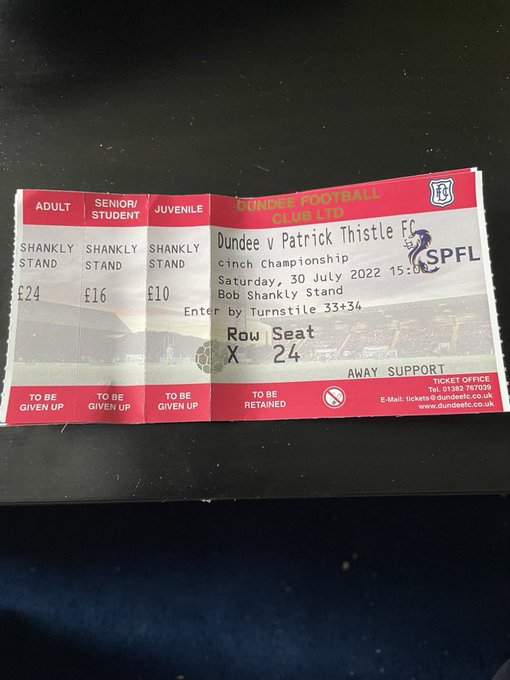 ADULT
SENIOR/
STUDENT
JUVENILE
SHANKLY
STAND
£24
SHANKLY
STAND
£16
SHANKLY
STAND
£10
TO BE
GIVEN UP
TO BE
GIVEN UP
TO BE
GIVEN UP
DUNDEE FOOTBALL
CLUB LTD
Dundee v Patrick Thistle FC
cinch Championship
Saturday, 30 July 2022 15:00
SPFL
Bob Shankly Stand
Enter by Turnstile 33+34
Row Seat
X 24
AWAY SUPPORT
TO BE
RETAINED
TICKET OFFICE
Tel. 01382 767039
E-Mail: tickets@dundeefc.co.uk
www.dundeefc.co.uk